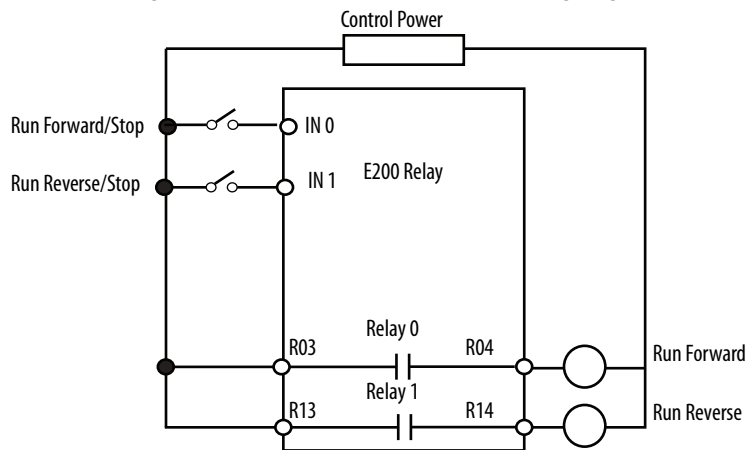 Control Power
Run Forward/Stop
IN 0
Run Reverse/Stop
IN 1
E200 Relay
R03
Relay 0
R04
Run Forward
Relay 1
R13
R14
Run Reverse